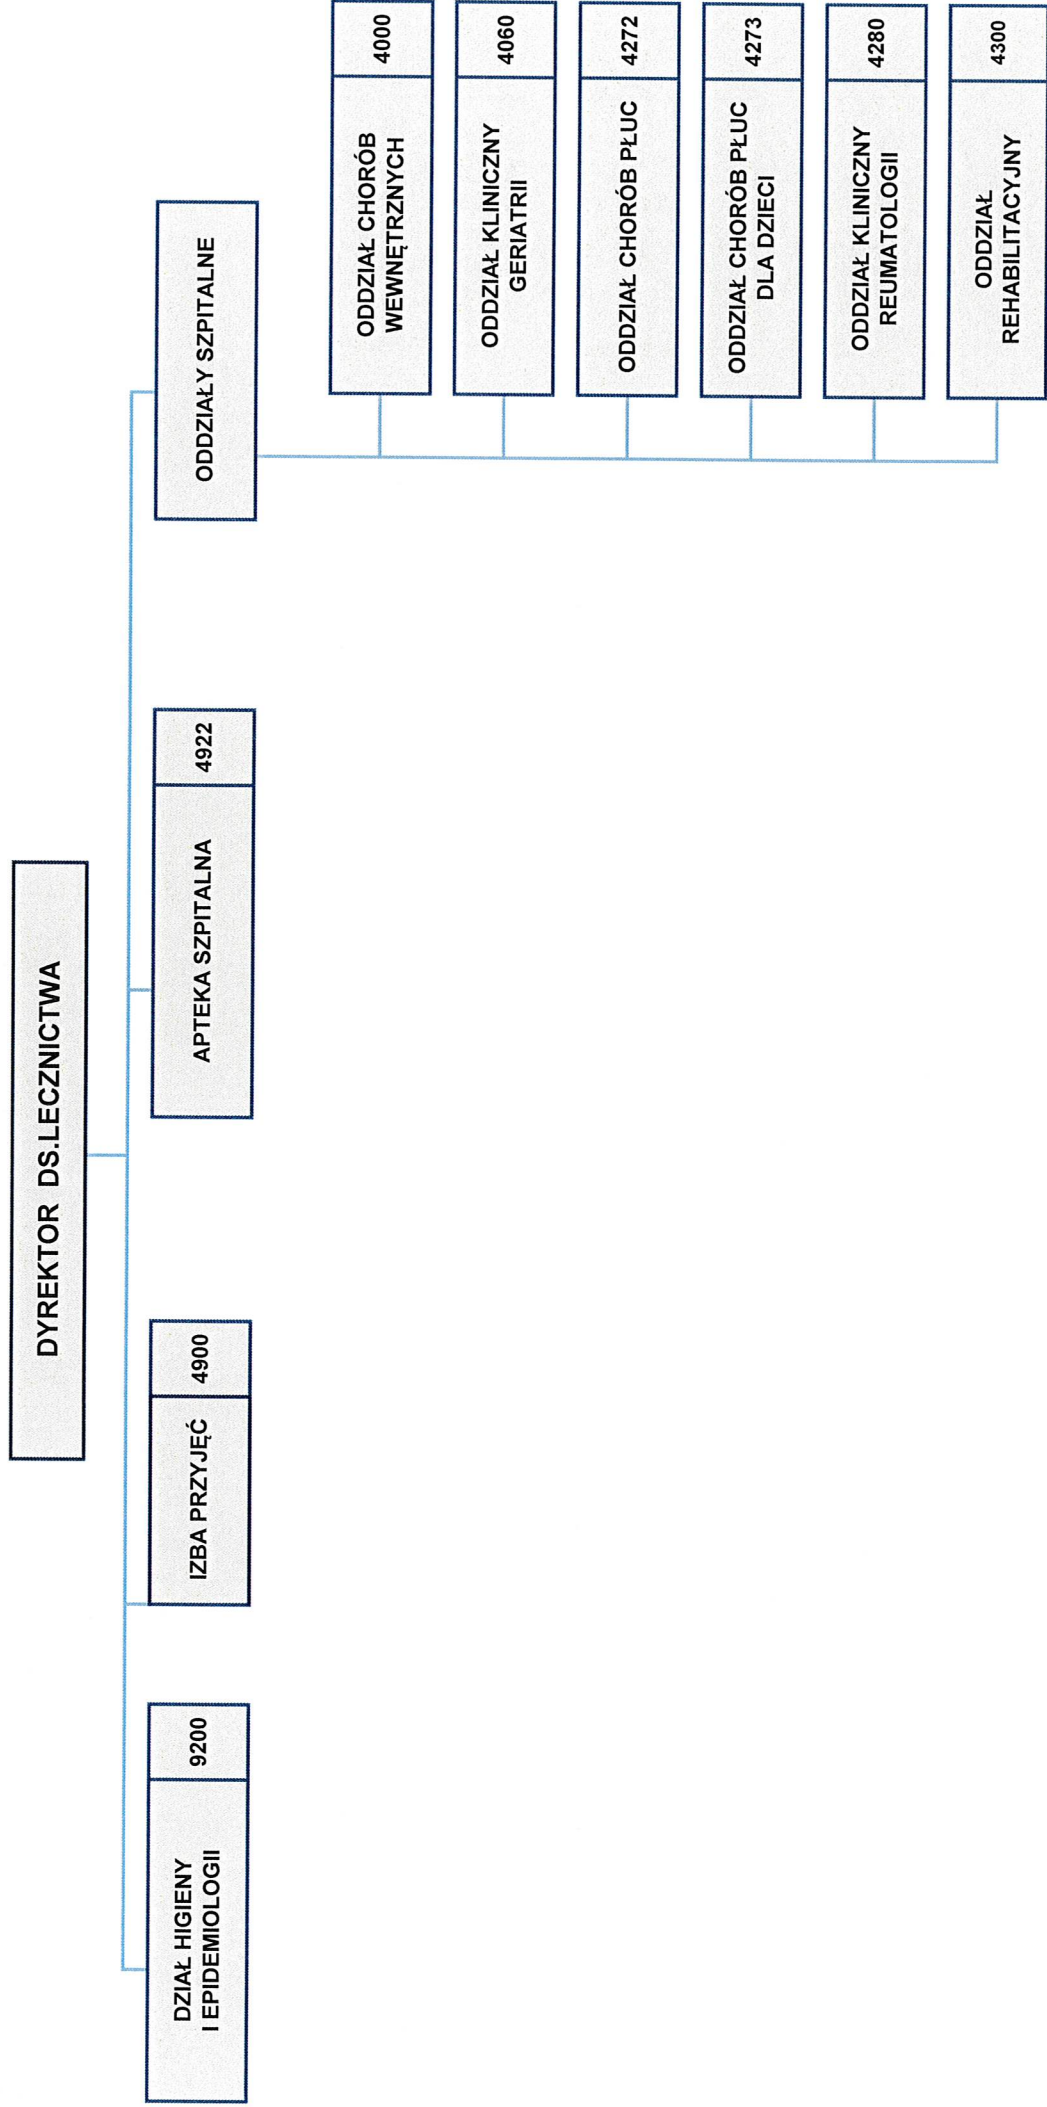 DYREKTOR DS.LECZNICTWA
DZIAŁ HIGIENY
I EPIDEMIOLOGII
9200
IZBA PRZYJĘĆ
4900
APTEKA SZPITALNA
4922
ODDZIAŁY SZPITALNE
ODDZIAŁ CHORÓB
WEWNĘTRZNYCH
4000
ODDZIAŁ KLINICZNY
GERIATRII
4060
ODDZIAŁ CHORÓB PŁUC
4272
ODDZIAŁ CHORÓB PŁUC
DLA DZIECI
4273
ODDZIAŁ KLINICZNY
REUMATOLOGII
4280
ODDZIAŁ
REHABILITACYJNY
4300